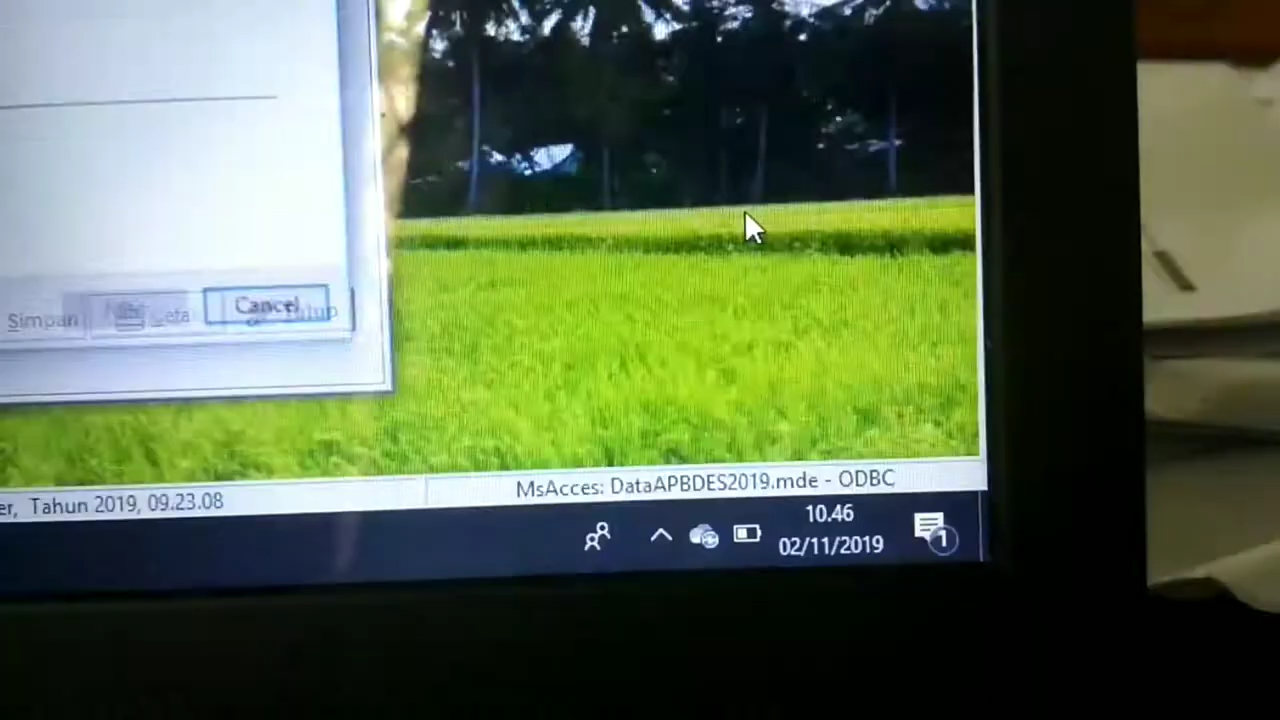 Simpan
Cancel
er, Tahun 2019, 09.23.08
MsAcces: DataAPBDES2019.mde - ODBC
10.46
02/11/2019
1